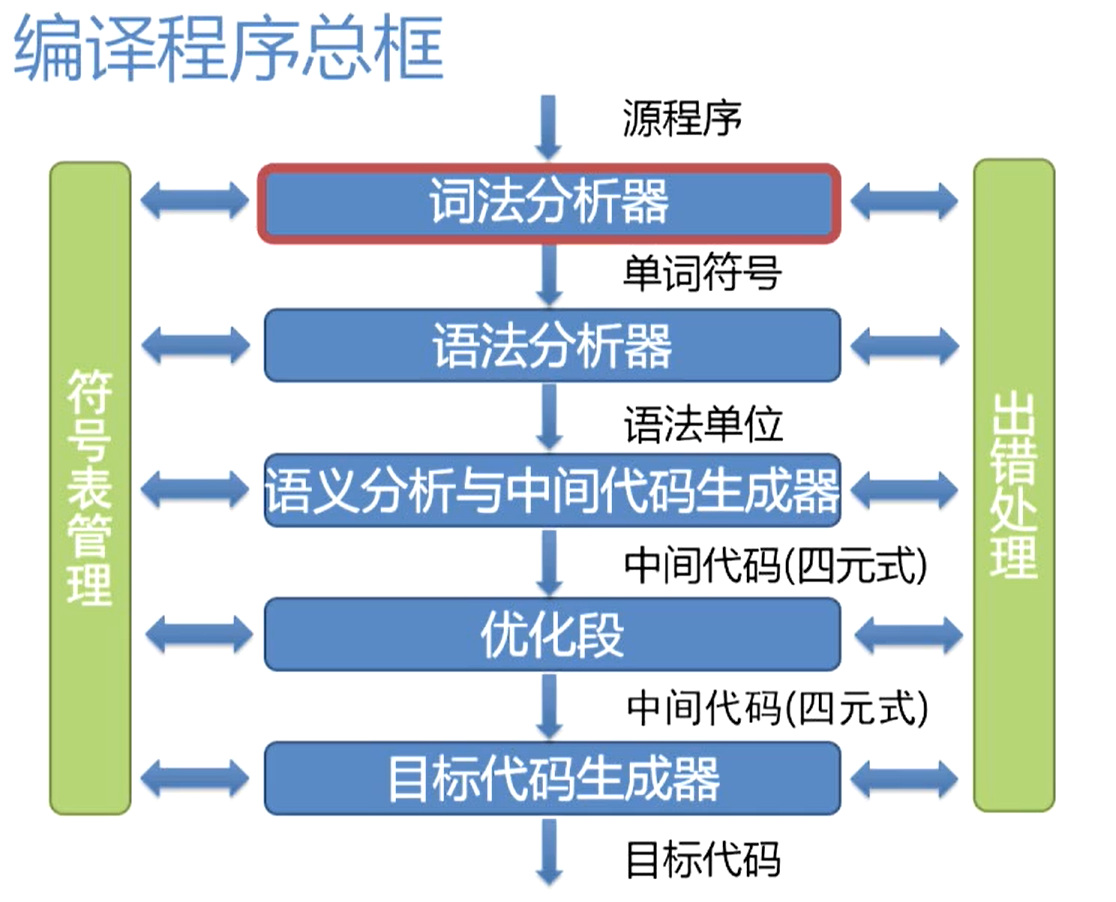 编译程序总框
源程序
词法分析器
单词符号
语法分析器
语法单位
语义分析与中间代码生成器
中间代码(四元式)
优化段
中间代码(四元式)
目标代码生成器
目标代码
符号表管理
出错处理